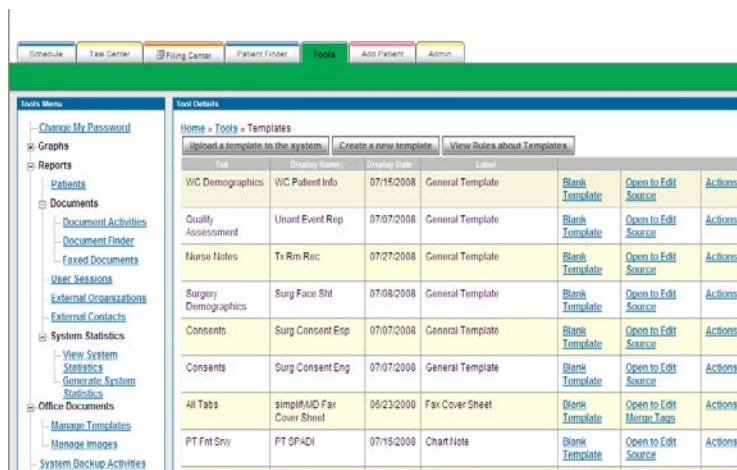 Schedule Task Center Filing Center Patient Finder Tools Add Patient Admin
Tools Menu
Change My Password
Graphs
Reports
Patients
Documents
Document Activities
Document Finder
Faxed Documents
User Sessions
External Organizations
External Contacts
System Statistics
View System
Statistics
Generate System
Statistics
Office Documents
Manage Templates
Manage Images
System Backup Activities
Tool Details
Home » Tools » Templates
Upload a template to the system Create a new template View Rules about Templates
Tab Display Name Display Date Label
WC Demographics WC Patient Info 07/15/2008 General Template Blank Open to Edit Actions
Template Source
Quality Unant Event Rep 07/07/2008 General Template Blank Open to Edit Actions
Assessment Template Source
Nurse Notes Tx Rm Rec 07/27/2008 General Template Blank Open to Edit Actions
Template Source
Surgery Surg Face Sht 07/08/2008 General Template Blank Open to Edit Actions
Demographics Template Source
Consents Surg Consent Esp 07/07/2008 General Template Blank Open to Edit Actions
Template Source
Consents Surg Consent Eng 07/07/2008 General Template Blank Open to Edit Actions
Template Source
All Tabs simplifyMD Fax 06/23/2008 Fax Cover Sheet Blank Open to Edit Actions
Cover Sheet Template Merge Tags
PT Fnt Srvy PT SPADI 07/16/2008 Chart Note Blank Open to Edit Actions
Template Source